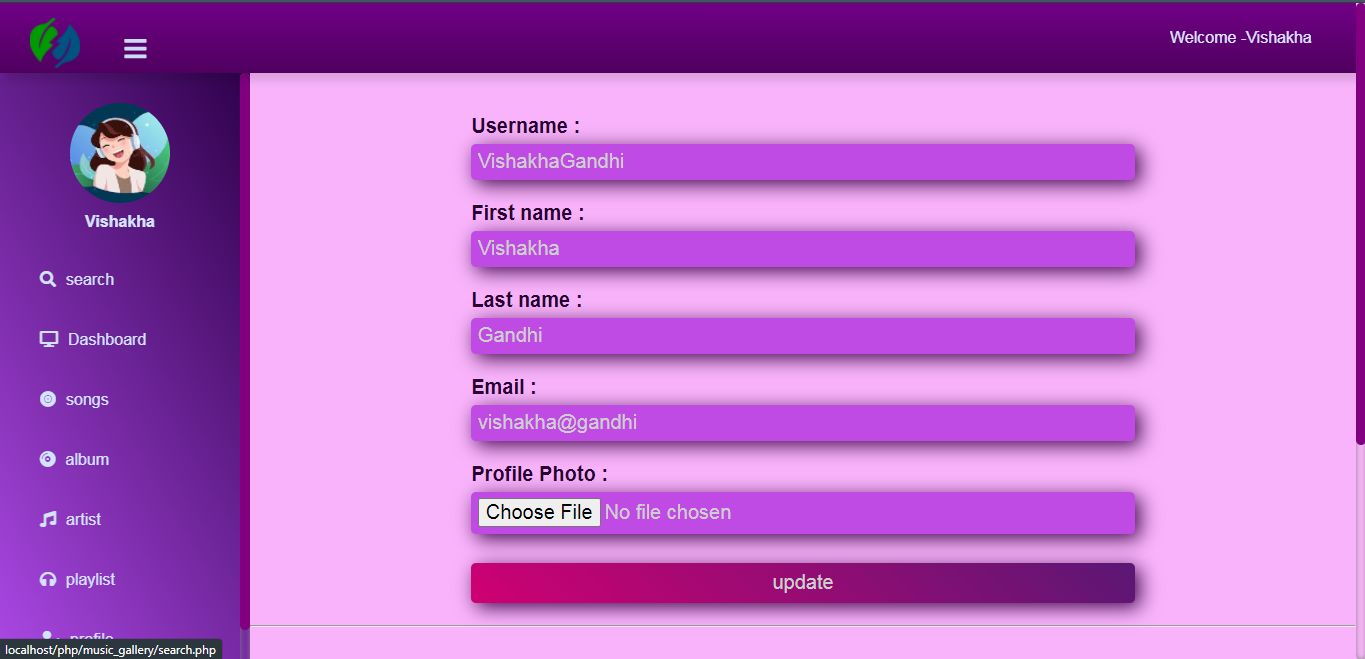 Welcome -Vishakha
Vishakha
search
Dashboard
songs
album
artist
playlist
profile
Username :
VishakhaGandhi
First name :
Vishakha
Last name :
Gandhi
Email :
vishakha@gandhi
Profile Photo :
Choose File No file chosen
update
localhost/php/music_gallery/search.php